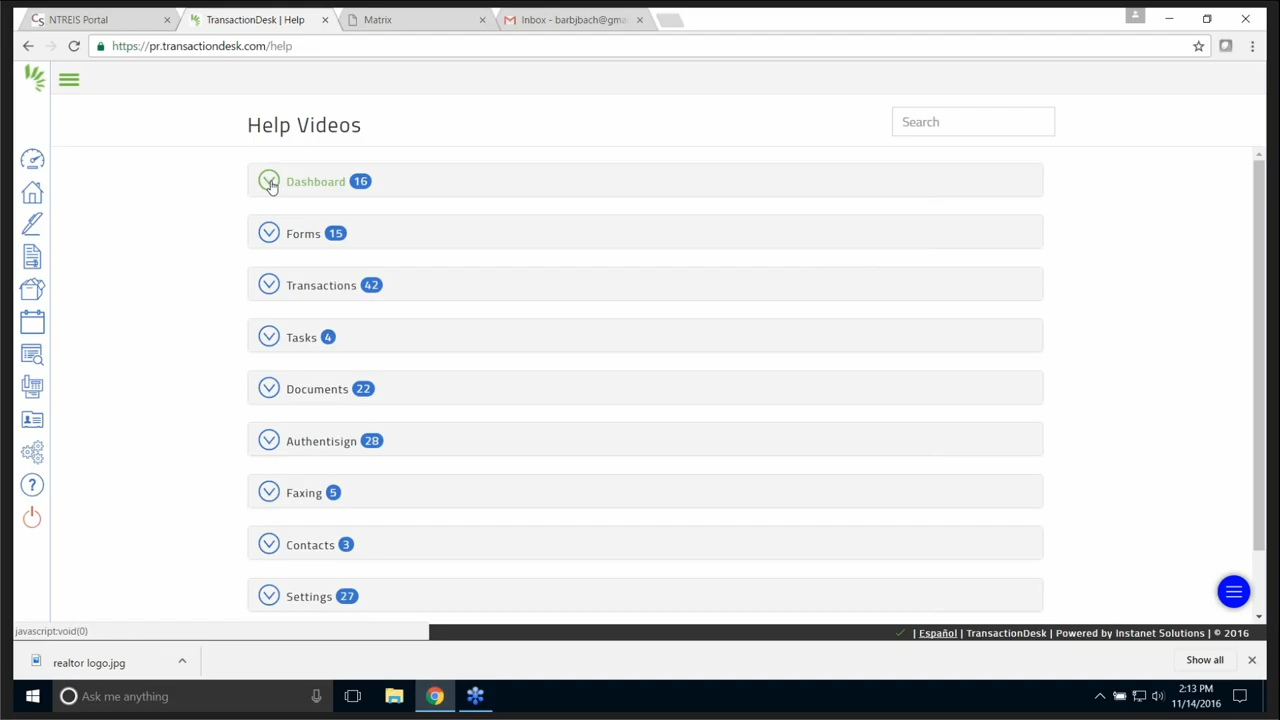 NTREIS Portal
TransactionDesk | Help
Matrix
Inbox - barbjbach@gma
https://pr.transactiondesk.com/help
Help Videos
Search
Dashboard 16
Forms 15
Transactions 42
Tasks 4
Documents 22
Authentisign 28
Faxing 5
Contacts 3
Settings 27
javascript:void(0)
| Español | TransactionDesk | Powered by Instanet Solutions | © 2016
realtor logo.jpg
Show all
Ask me anything
2:13 PM
11/14/2016